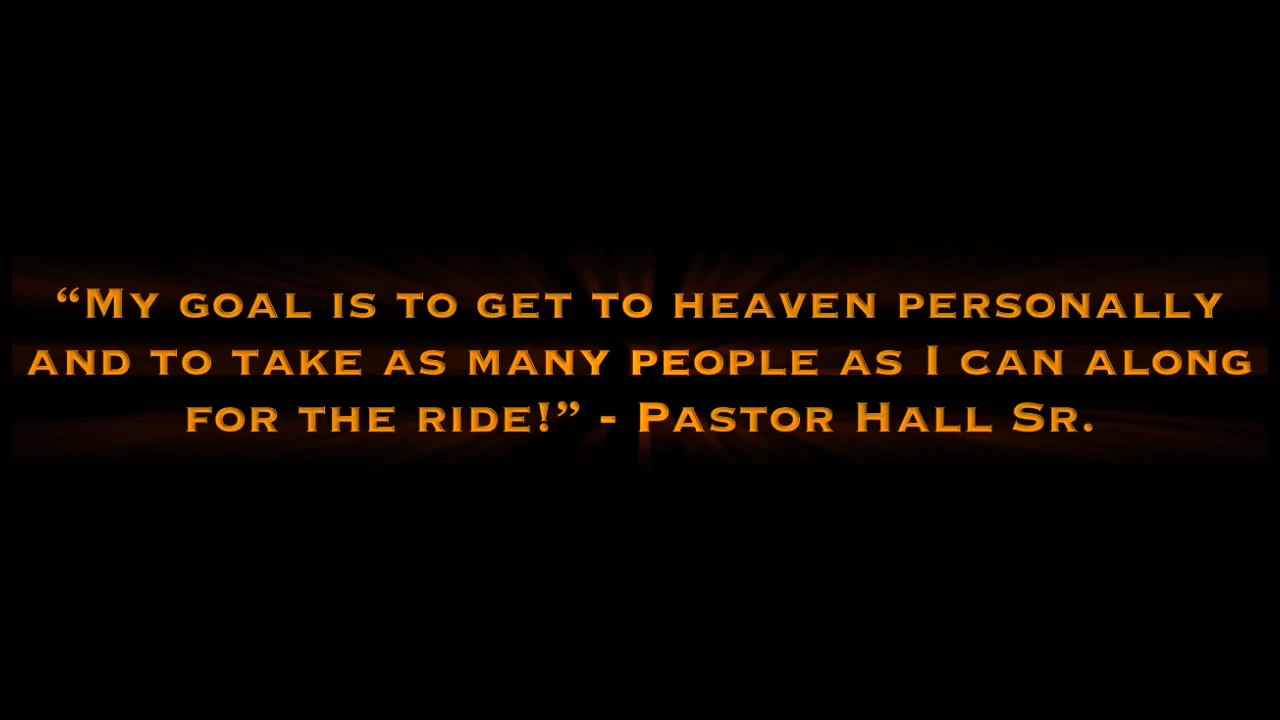 “My goal is to get to heaven personally
and to take as many people as I can along
for the ride!” - Pastor Hall Sr.